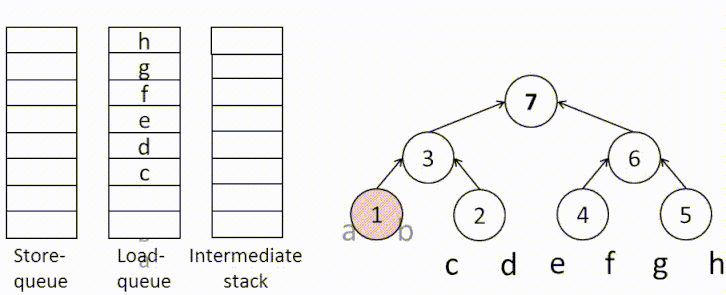 h
g
f
e
d
c
Store-
queue
Load-
queue
Intermediate
stack
a
7
3
6
1
2
4
5
a
b
c
d
e
f
g
h